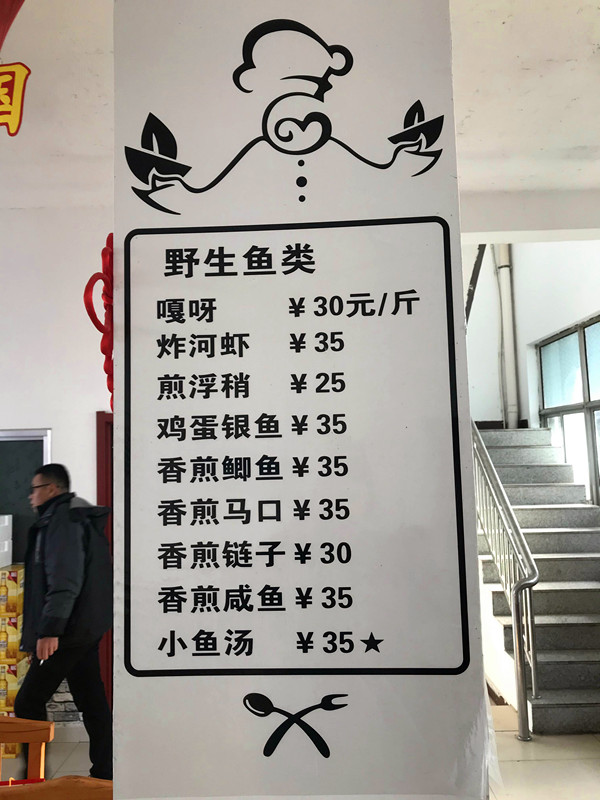 国
野生鱼类
嘎呀 ￥30元/斤
炸河虾 ￥35
煎浮稍 ￥25
鸡蛋银鱼￥35
香煎鲫鱼￥35
香煎马口￥35
香煎链子￥30
香煎咸鱼￥35
小鱼汤 ￥35★